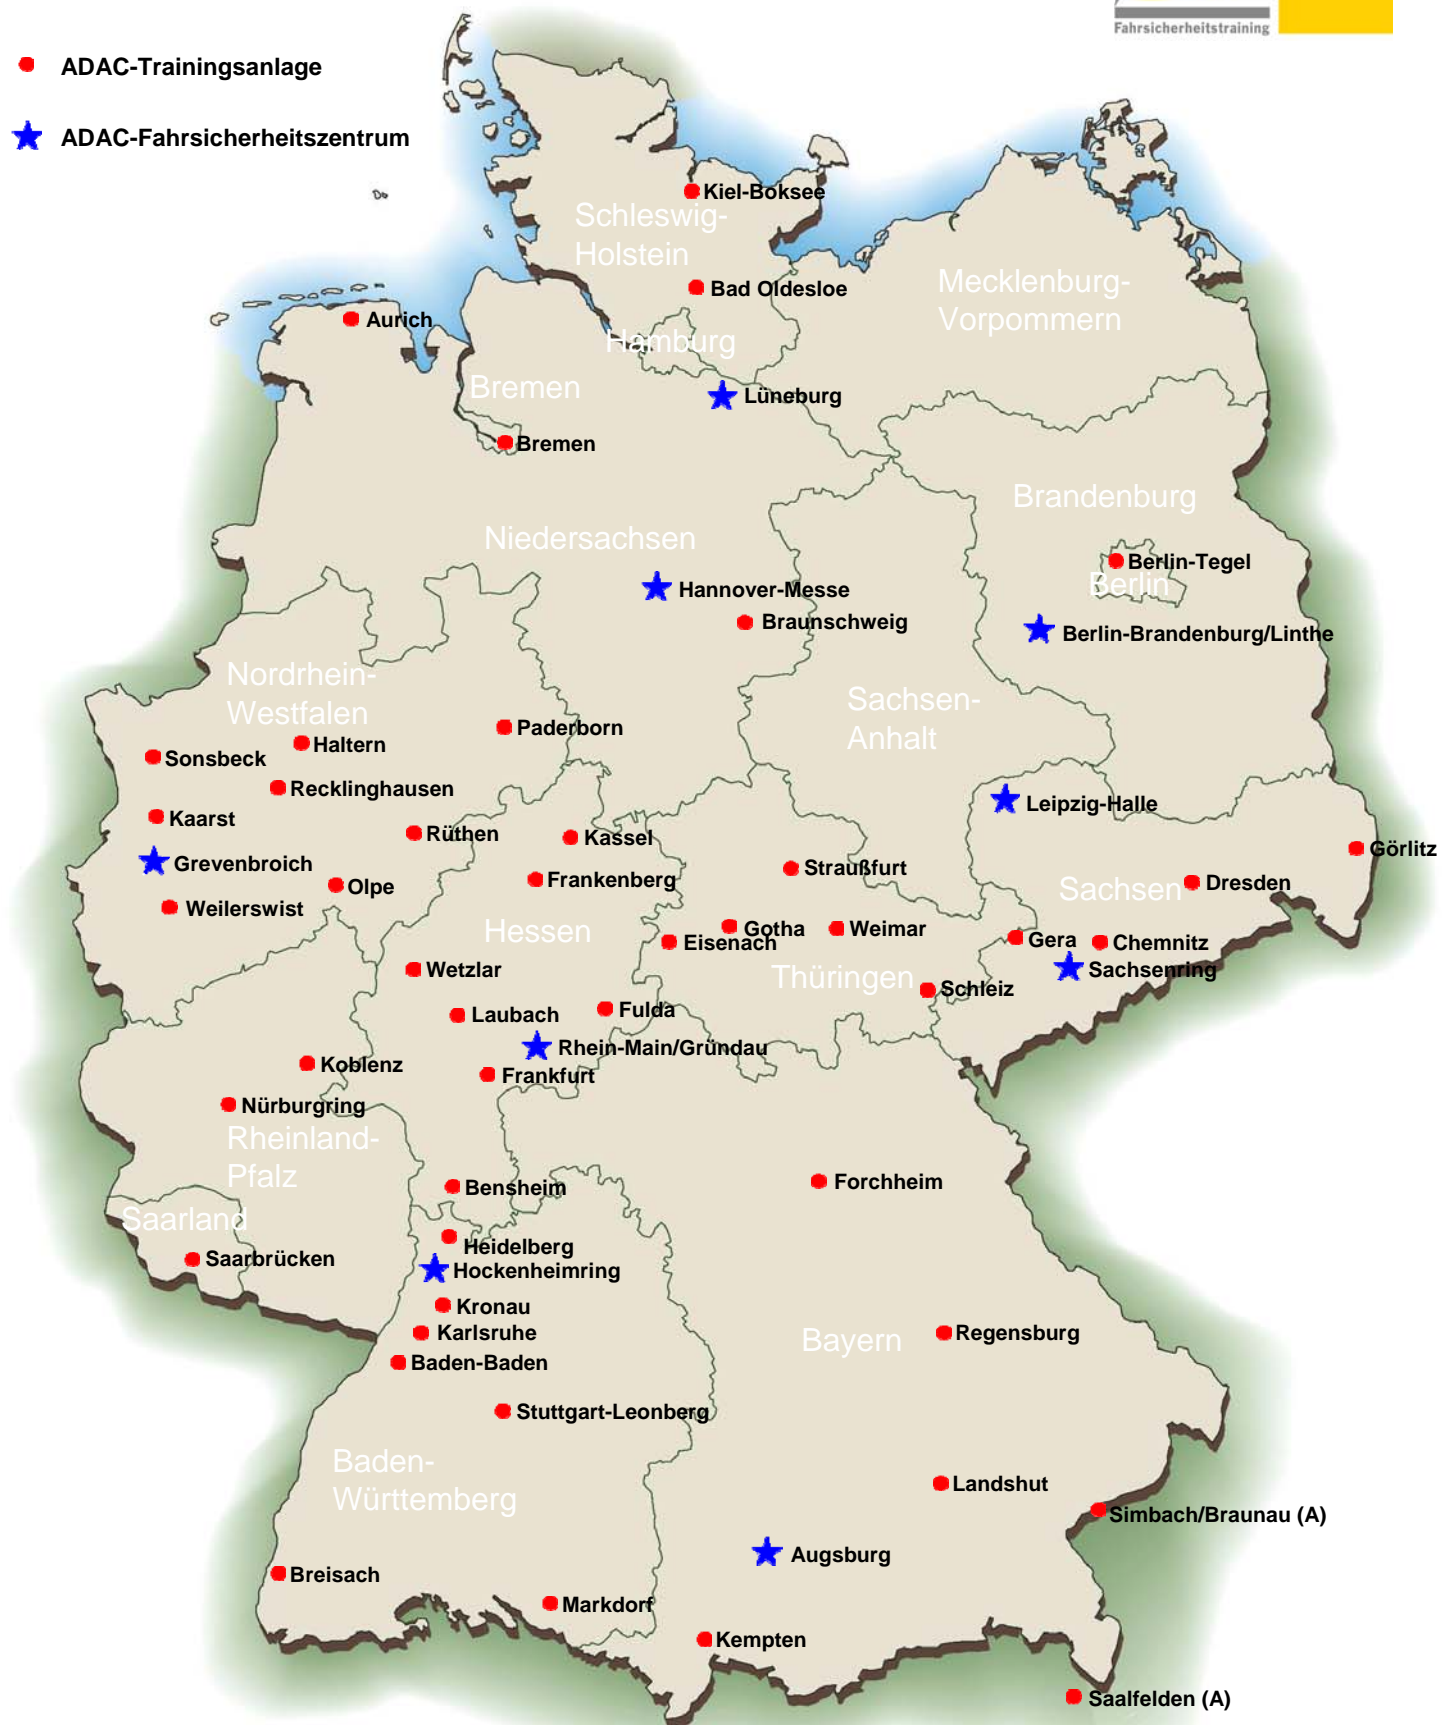 Fahrsicherheitstraining
ADAC-Trainingsanlage
ADAC-Fahrsicherheitszentrum
Kiel-Boksee
Schleswig-
Holstein
Bad Oldesloe
Mecklenburg-
Vorpommern
Aurich
Hamburg
Bremen
Lüneburg
Bremen
Brandenburg
Niedersachsen
Berlin-Tegel
Berlin
Hannover-Messe
Braunschweig
Berlin-Brandenburg/Linthe
Nordrhein-
Westfalen
Sachsen-
Anhalt
Paderborn
Haltern
Sonsbeck
Recklinghausen
Leipzig-Halle
Kaarst
Rüthen
Kassel
Görlitz
Grevenbroich
Straußfurt
Olpe
Frankenberg
Sachsen
Dresden
Weilerswist
Hessen
Gotha
Weimar
Eisenach
Gera
Chemnitz
Wetzlar
Sachsenring
Thüringen
Schleiz
Laubach
Fulda
Rhein-Main/Gründau
Koblenz
Frankfurt
Nürburgring
Rheinland-
Pfalz
Bensheim
Forchheim
Saarland
Heidelberg
Saarbrücken
Hockenheimring
Kronau
Karlsruhe
Bayern
Regensburg
Baden-Baden
Stuttgart-Leonberg
Baden-
Württemberg
Landshut
Simbach/Braunau (A)
Augsburg
Breisach
Markdorf
Kempten
Saalfelden (A)